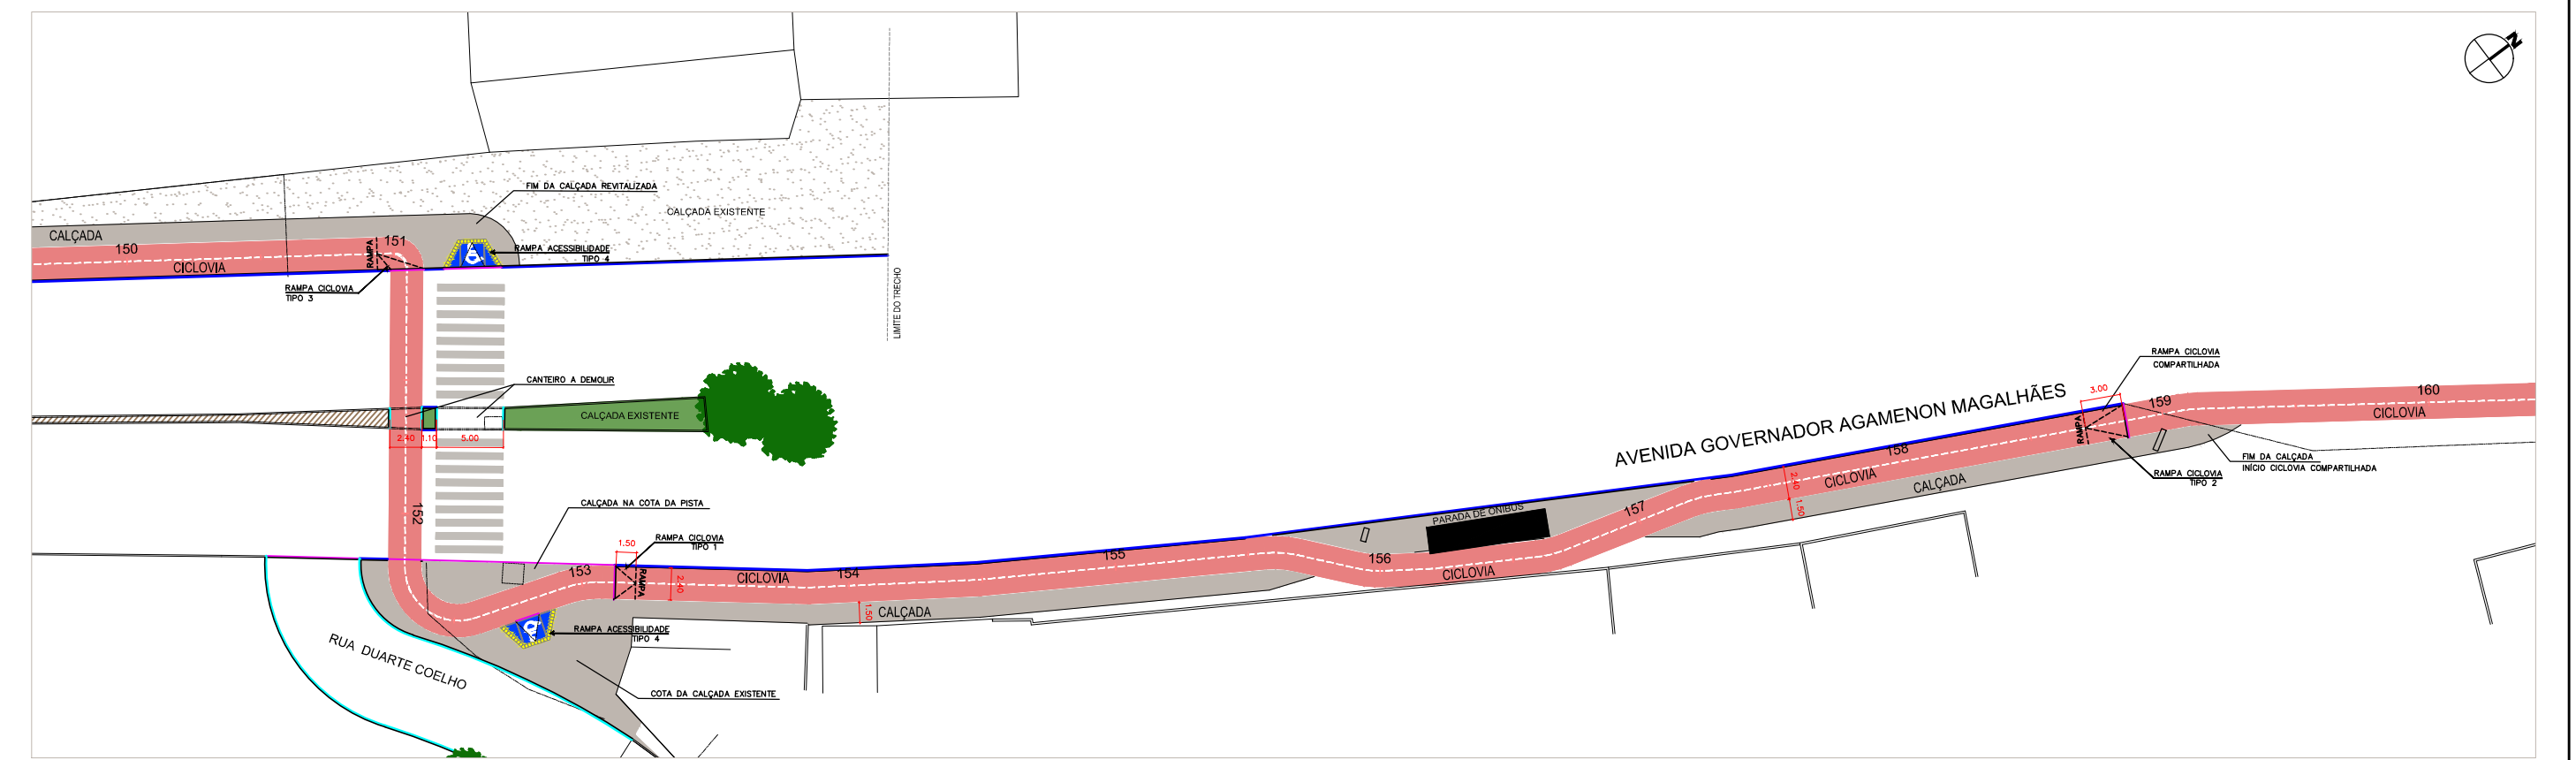 N
FIM DA CALÇADA REVITALIZADA
CALÇADA EXISTENTE
CALÇADA
150
151
RAMPA
CICLOVIA
RAMPA ACESSIBILIDADE
TIPO 4
RAMPA CICLOVIA
TIPO 3
LIMITE DO TRECHO
CANTEIRO A DEMOLIR
CALÇADA EXISTENTE
2.40
1.10
5.00
152
CALÇADA NA COTA DA PISTA
1.50
RAMPA CICLOVIA
TIPO 1
153
RAMPA
2.40
CICLOVIA
154
1.50
CALÇADA
155
RAMPA ACESSIBILIDADE
TIPO 4
RUA DUARTE COELHO
COTA DA CALÇADA EXISTENTE
156
PARADA DE ÔNIBUS
CICLOVIA
157
AVENIDA GOVERNADOR AGAMENON MAGALHÃES
2.40
1.50
CICLOVIA
158
CALÇADA
3.00
RAMPA
RAMPA CICLOVIA
COMPARTILHADA
159
160
CICLOVIA
FIM DA CALÇADA
INÍCIO CICLOVIA COMPARTILHADA
RAMPA CICLOVIA
TIPO 2